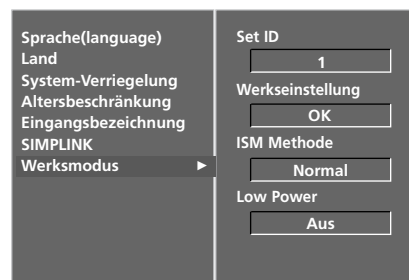 Sprache(language)
Land
System-Verriegelung
Altersbeschränkung
Eingangsbezeichnung
SIMPLINK
Werksmodus ►
Set ID
1
Werkseinstellung
OK
ISM Methode
Normal
Low Power
Aus